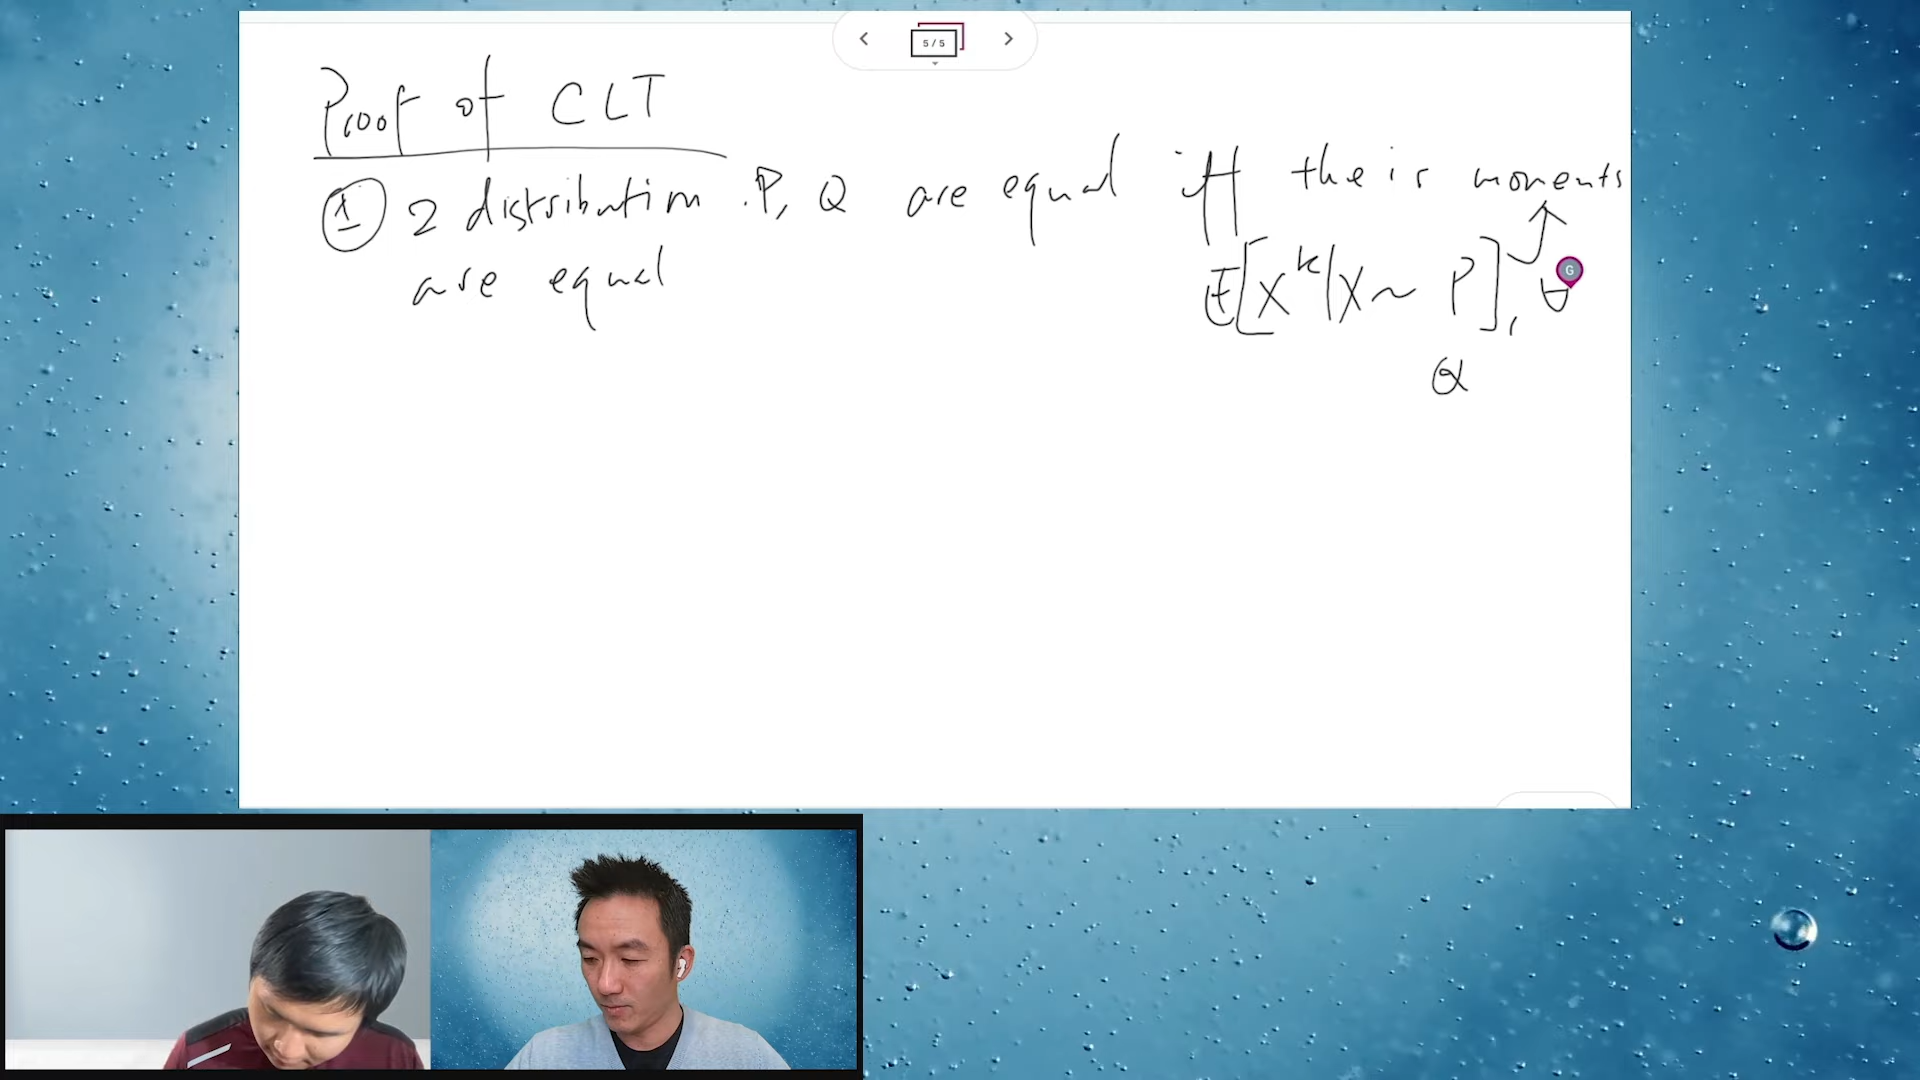 5 / 5
Proof of CLT
① 2 distribution P, Q are equal iff their moments
are equal
E[X^k|X~ P], ∀
Q
G